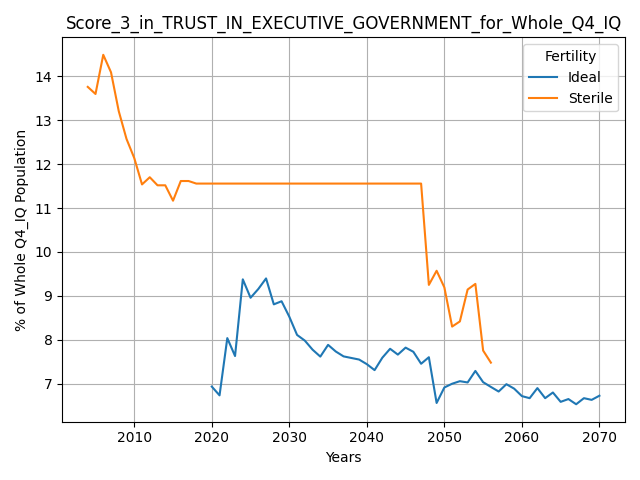 Score_3_in_TRUST_IN_EXECUTIVE_GOVERNMENT_for_Whole_Q4_IQ
Fertility
Ideal
Sterile
% of Whole Q4_IQ Population
14
13
12
11
10
9
8
7
2010 2020 2030 2040 2050 2060 2070
Years